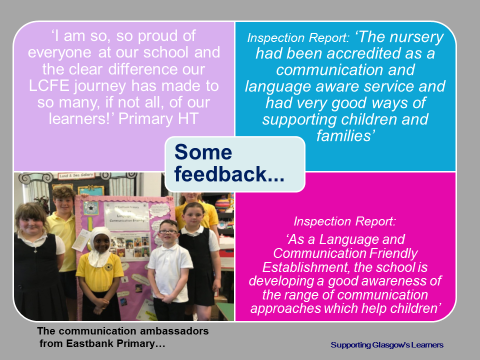 ‘I am so, so proud of
everyone at our school and
the clear difference our
LCFE journey has made to
so many, if not all, of our
learners!’ Primary HT
Inspection Report: ‘The nursery
had been accredited as a
communication and
language aware service and
had very good ways of
supporting children and
families’
Some
feedback...
Inspection Report:
‘As a Language and
Communication Friendly
Establishment, the school is
developing a good awareness of
the range of communication
approaches which help children’
The communication ambassadors
from Eastbank Primary…
Supporting Glasgow's Learners